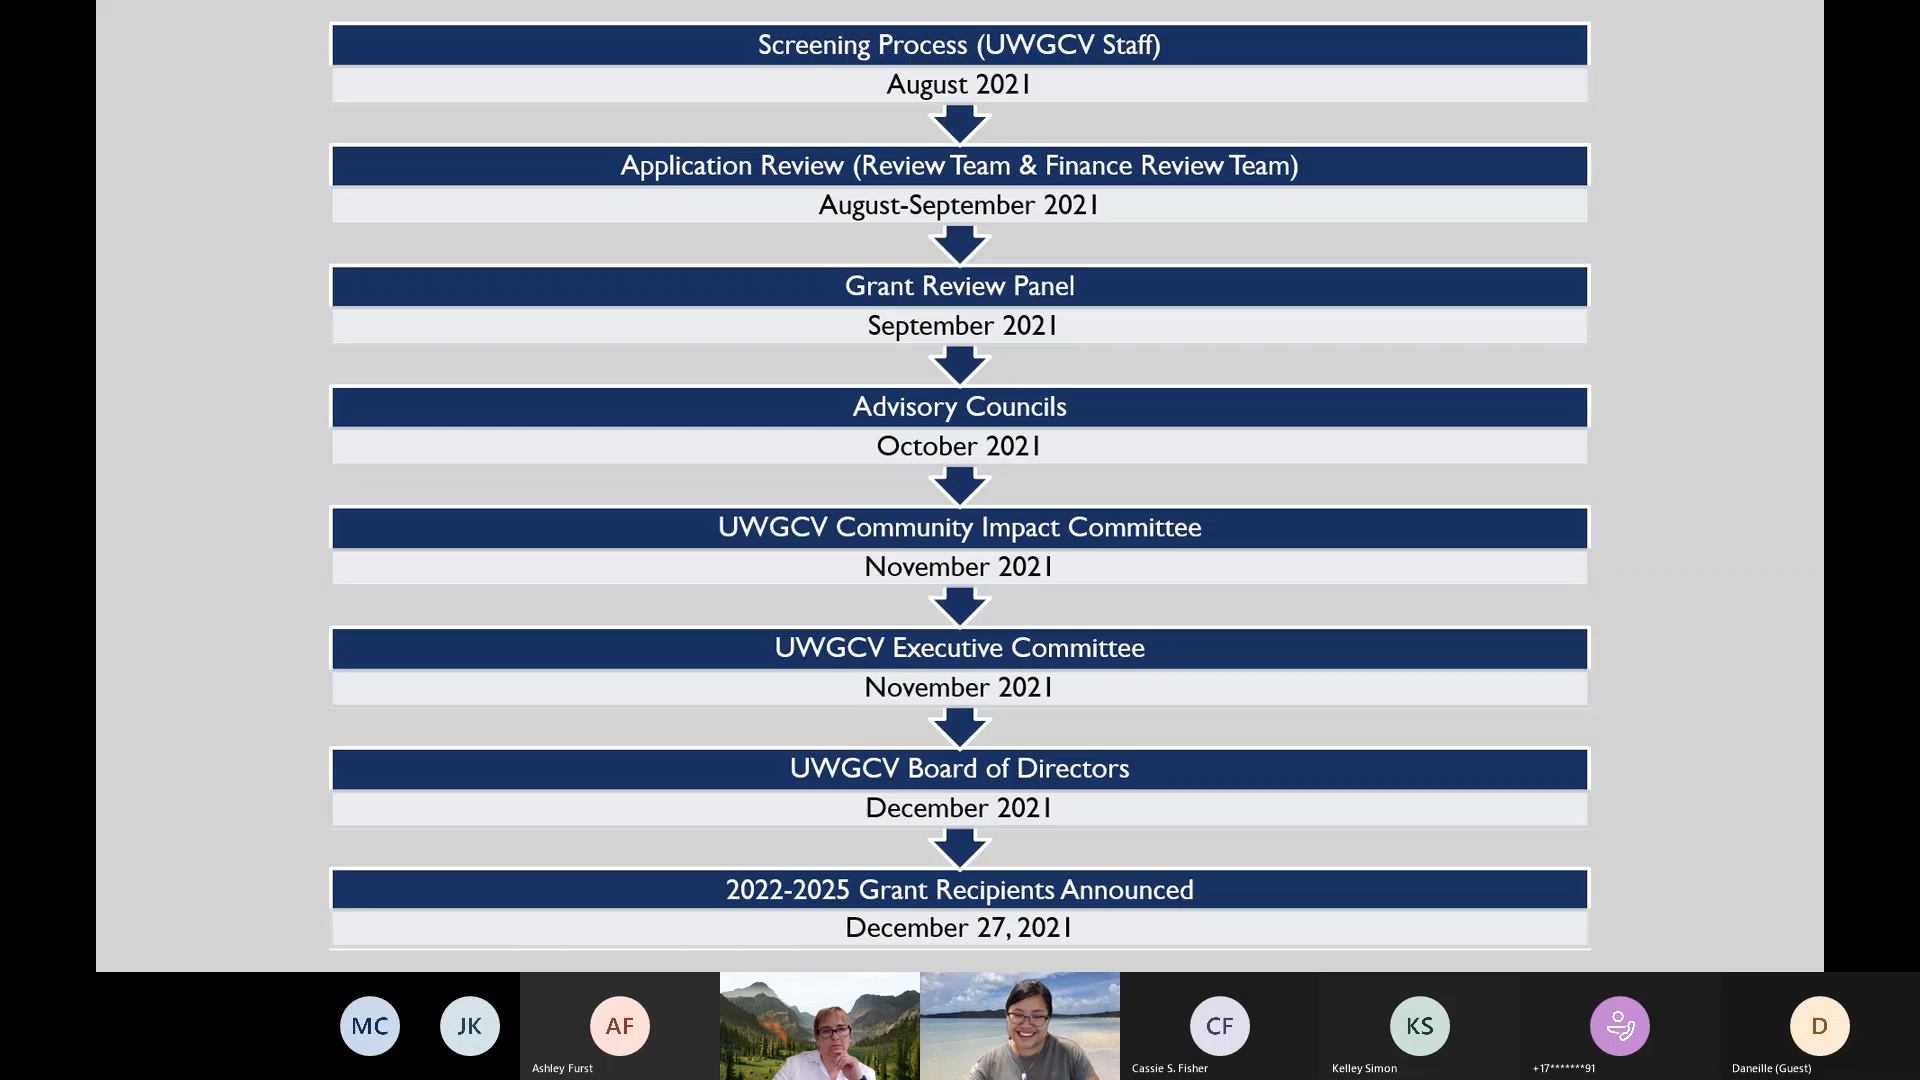 Screening Process (UWGCV Staff)
August 2021
Application Review (Review Team & Finance Review Team)
August-September 2021
Grant Review Panel
September 2021
Advisory Councils
October 2021
UWGCV Community Impact Committee
November 2021
UWGCV Executive Committee
November 2021
UWGCV Board of Directors
December 2021
2022-2025 Grant Recipients Announced
December 27, 2021
MC
JK
AF
CF
KS
D
Ashley Furst
Cassie S. Fisher
Kelley Simon
+17*******91
Daneille (Guest)